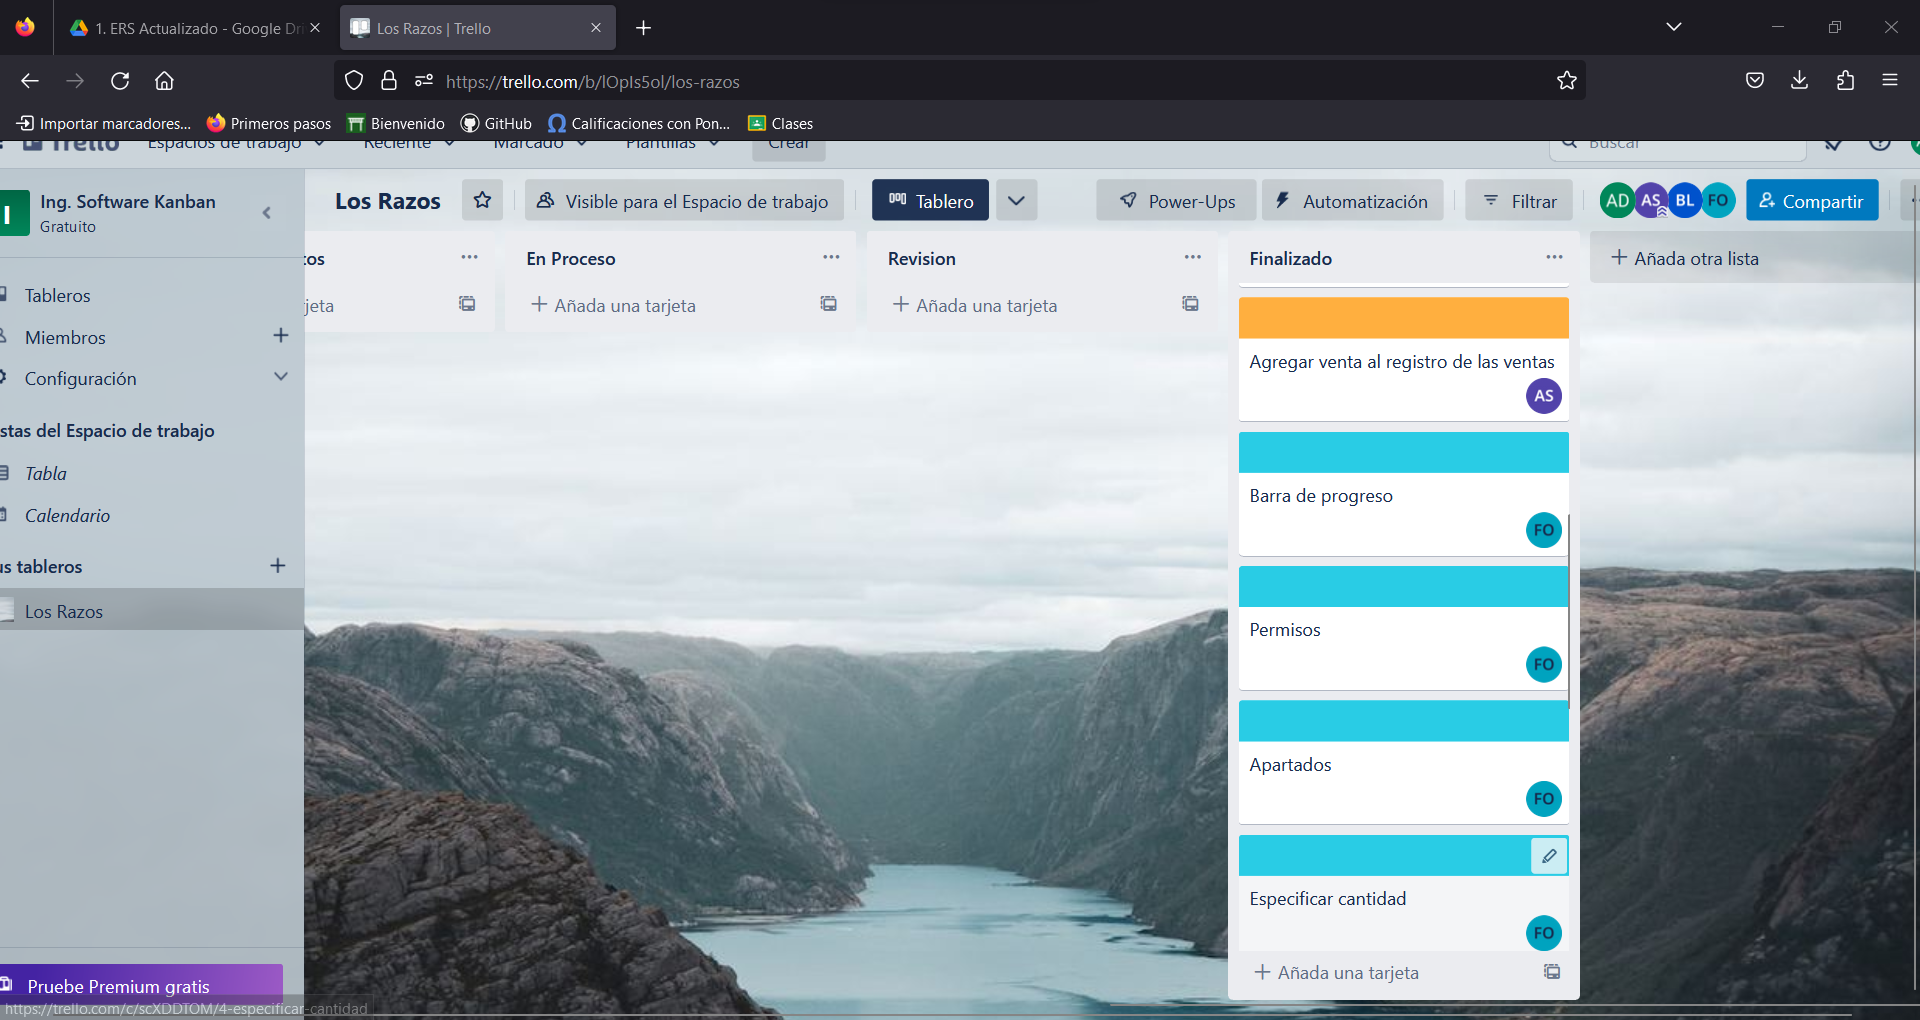 1. ERS Actualizado - Google Dri
Los Razos | Trello
https://trello.com/b/lOpIs5ol/los-razos
Importar marcadores...
Primeros pasos
Bienvenido
GitHub
Calificaciones con Pon...
Clases
Trello
Espacios de trabajo
Reciente
Marcado
Plantillas
Crear
Buscar
I
Ing. Software Kanban
Gratuito
Los Razos
Visible para el Espacio de trabajo
Tablero
Power-Ups
Automatización
Filtrar
AD
AS
BL
FO
Compartir
tos
jeta
En Proceso
Añada una tarjeta
Revision
Añada una tarjeta
Finalizado
Agregar venta al registro de las ventas
AS
Barra de progreso
FO
Permisos
FO
Apartados
FO
Especificar cantidad
FO
Añada una tarjeta
Añada otra lista
Tableros
Miembros
Configuración
stas del Espacio de trabajo
Tabla
Calendario
us tableros
Los Razos
Pruebe Premium gratis
https://trello.com/c/scXDDTOM/4-especificar-cantidad